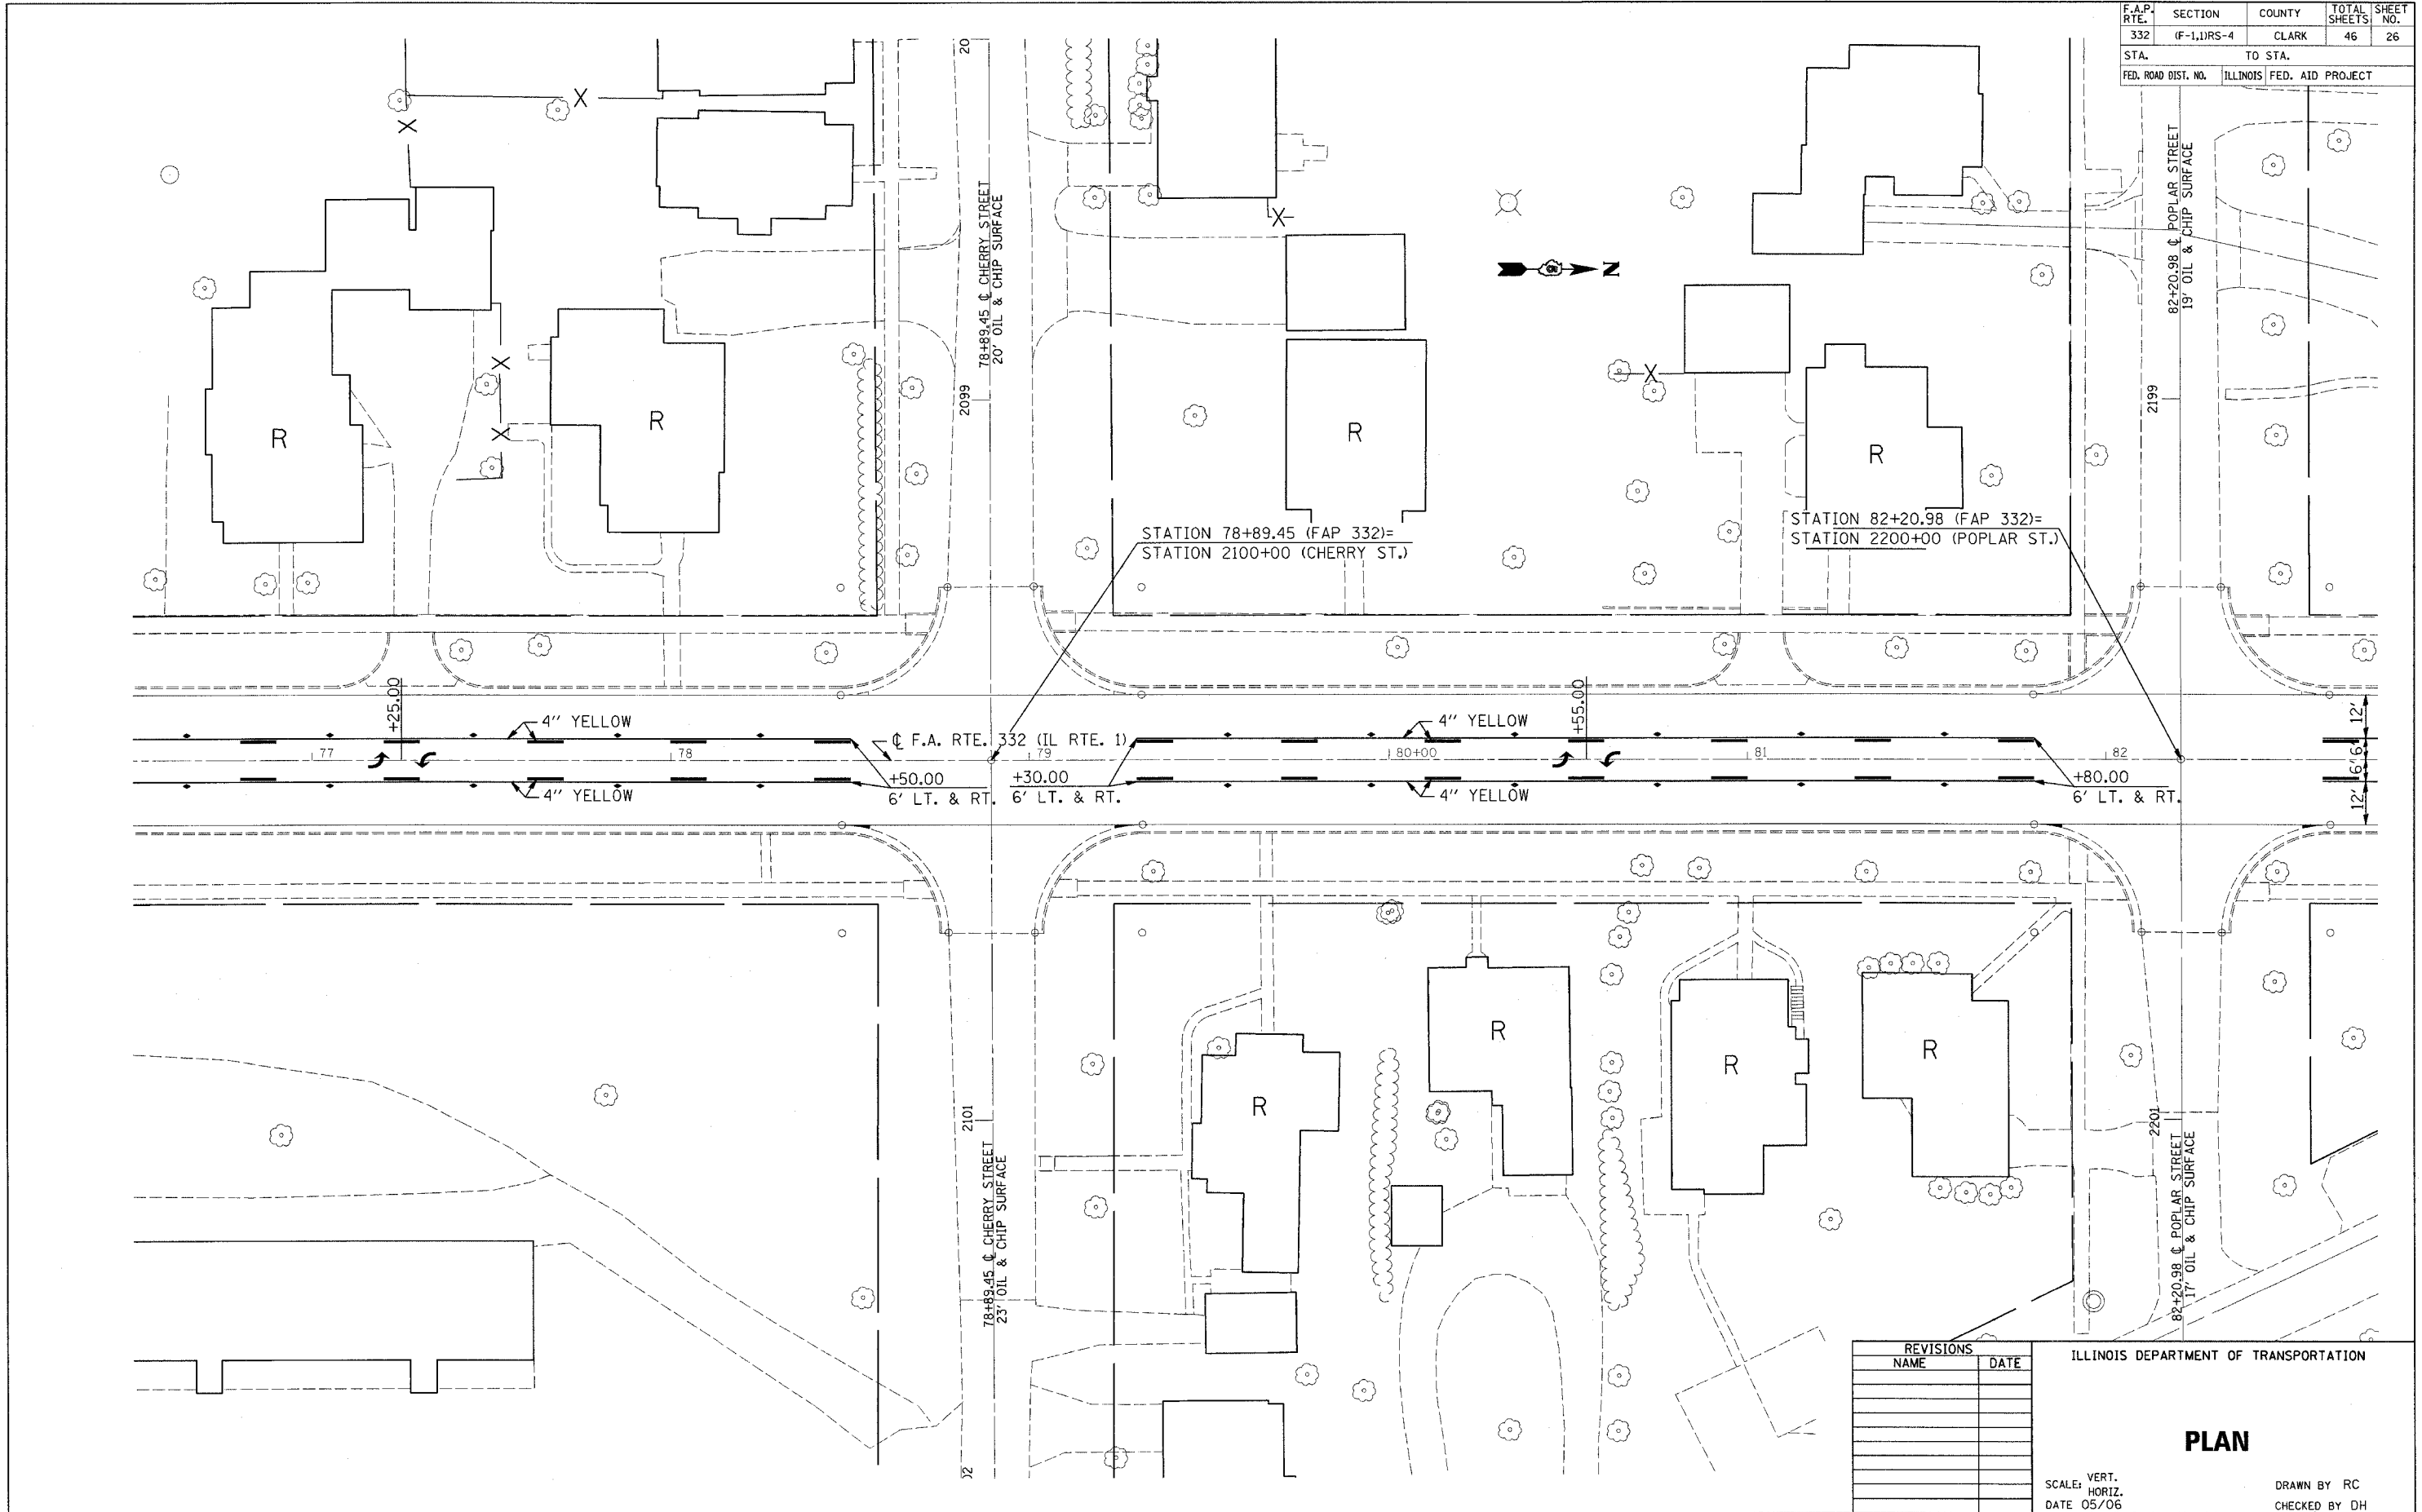 F.A.P. RTE. SECTION COUNTY TOTAL SHEETS SHEET NO.
332 (F-1,1)RS-4 CLARK 46 26
STA. TO STA.
FED. ROAD DIST. NO. ILLINOIS FED. AID PROJECT
20
X
X
78+89.45 ℄ CHERRY STREET
20' OIL & CHIP SURFACE
2099
X
N
82+20.98 ℄ POPLAR STREET
19' OIL & CHIP SURFACE
2199
X
X
X
R
R
R
R
STATION 78+89.45 (FAP 332)=
STATION 2100+00 (CHERRY ST.)
STATION 82+20.98 (FAP 332)=
STATION 2200+00 (POPLAR ST.)
+25.00
4" YELLOW
℄ F.A. RTE. 332 (IL RTE. 1)
4" YELLOW
+55.00
12'
77
78
79
80+00
81
82
6'
6'
+50.00
6' LT. & RT.
+30.00
6' LT. & RT.
+80.00
6' LT. & RT.
4" YELLOW
4" YELLOW
12'
R
R
R
R
2101
78+89.45 ℄ CHERRY STREET
23' OIL & CHIP SURFACE
2201
82+20.98 ℄ POPLAR STREET
17' OIL & CHIP SURFACE
REVISIONS
NAME DATE
ILLINOIS DEPARTMENT OF TRANSPORTATION
PLAN
SCALE: VERT.
HORIZ.
DATE 05/06
DRAWN BY RC
CHECKED BY DH